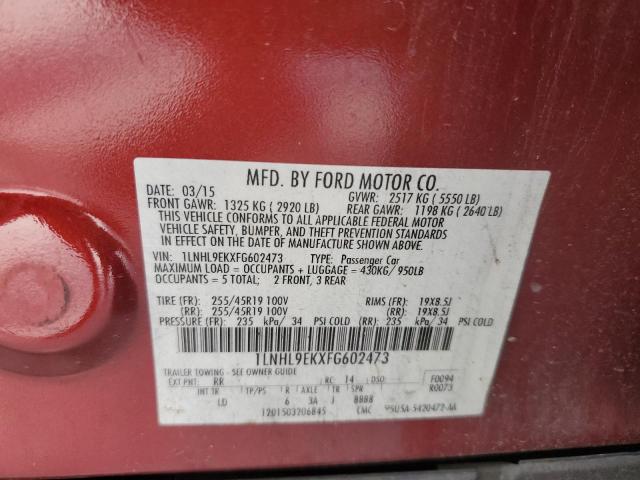 MFD. BY FORD MOTOR CO.
DATE: 03/15 GVWR: 2517 KG ( 5550 LB)
FRONT GAWR: 1325 KG ( 2920 LB) REAR GAWR: 1198 KG ( 2640 LB)
THIS VEHICLE CONFORMS TO ALL APPLICABLE FEDERAL MOTOR
VEHICLE SAFETY, BUMPER, AND THEFT PREVENTION STANDARDS
IN EFFECT ON THE DATE OF MANUFACTURE SHOWN ABOVE.
VIN: 1LNHL9EKXFG602473 TYPE: Passenger Car
MAXIMUM LOAD = OCCUPANTS + LUGGAGE = 430KG/950LB
OCCUPANTS = 5 TOTAL; 2 FRONT, 3 REAR
TIRE (FR): 255/45R19 100V RIMS (FR): 19X8.5J
(RR): 255/45R19 100V (RR): 19X8.5J
PRESSURE (FR): 235 kPa/ 34 PSI COLD (RR): 235 kPa/ 34 PSI COLD
1LNHL9EKXFG602473
TRAILER TOWING - SEE OWNER GUIDE
EXT PNT: RR RC: 14 DSO: F0094
INT TR TP/PS R AXLE TR SPR R0073
LD 6 3A J 8888
1201503206845 CMC ysusa-5420472-AA